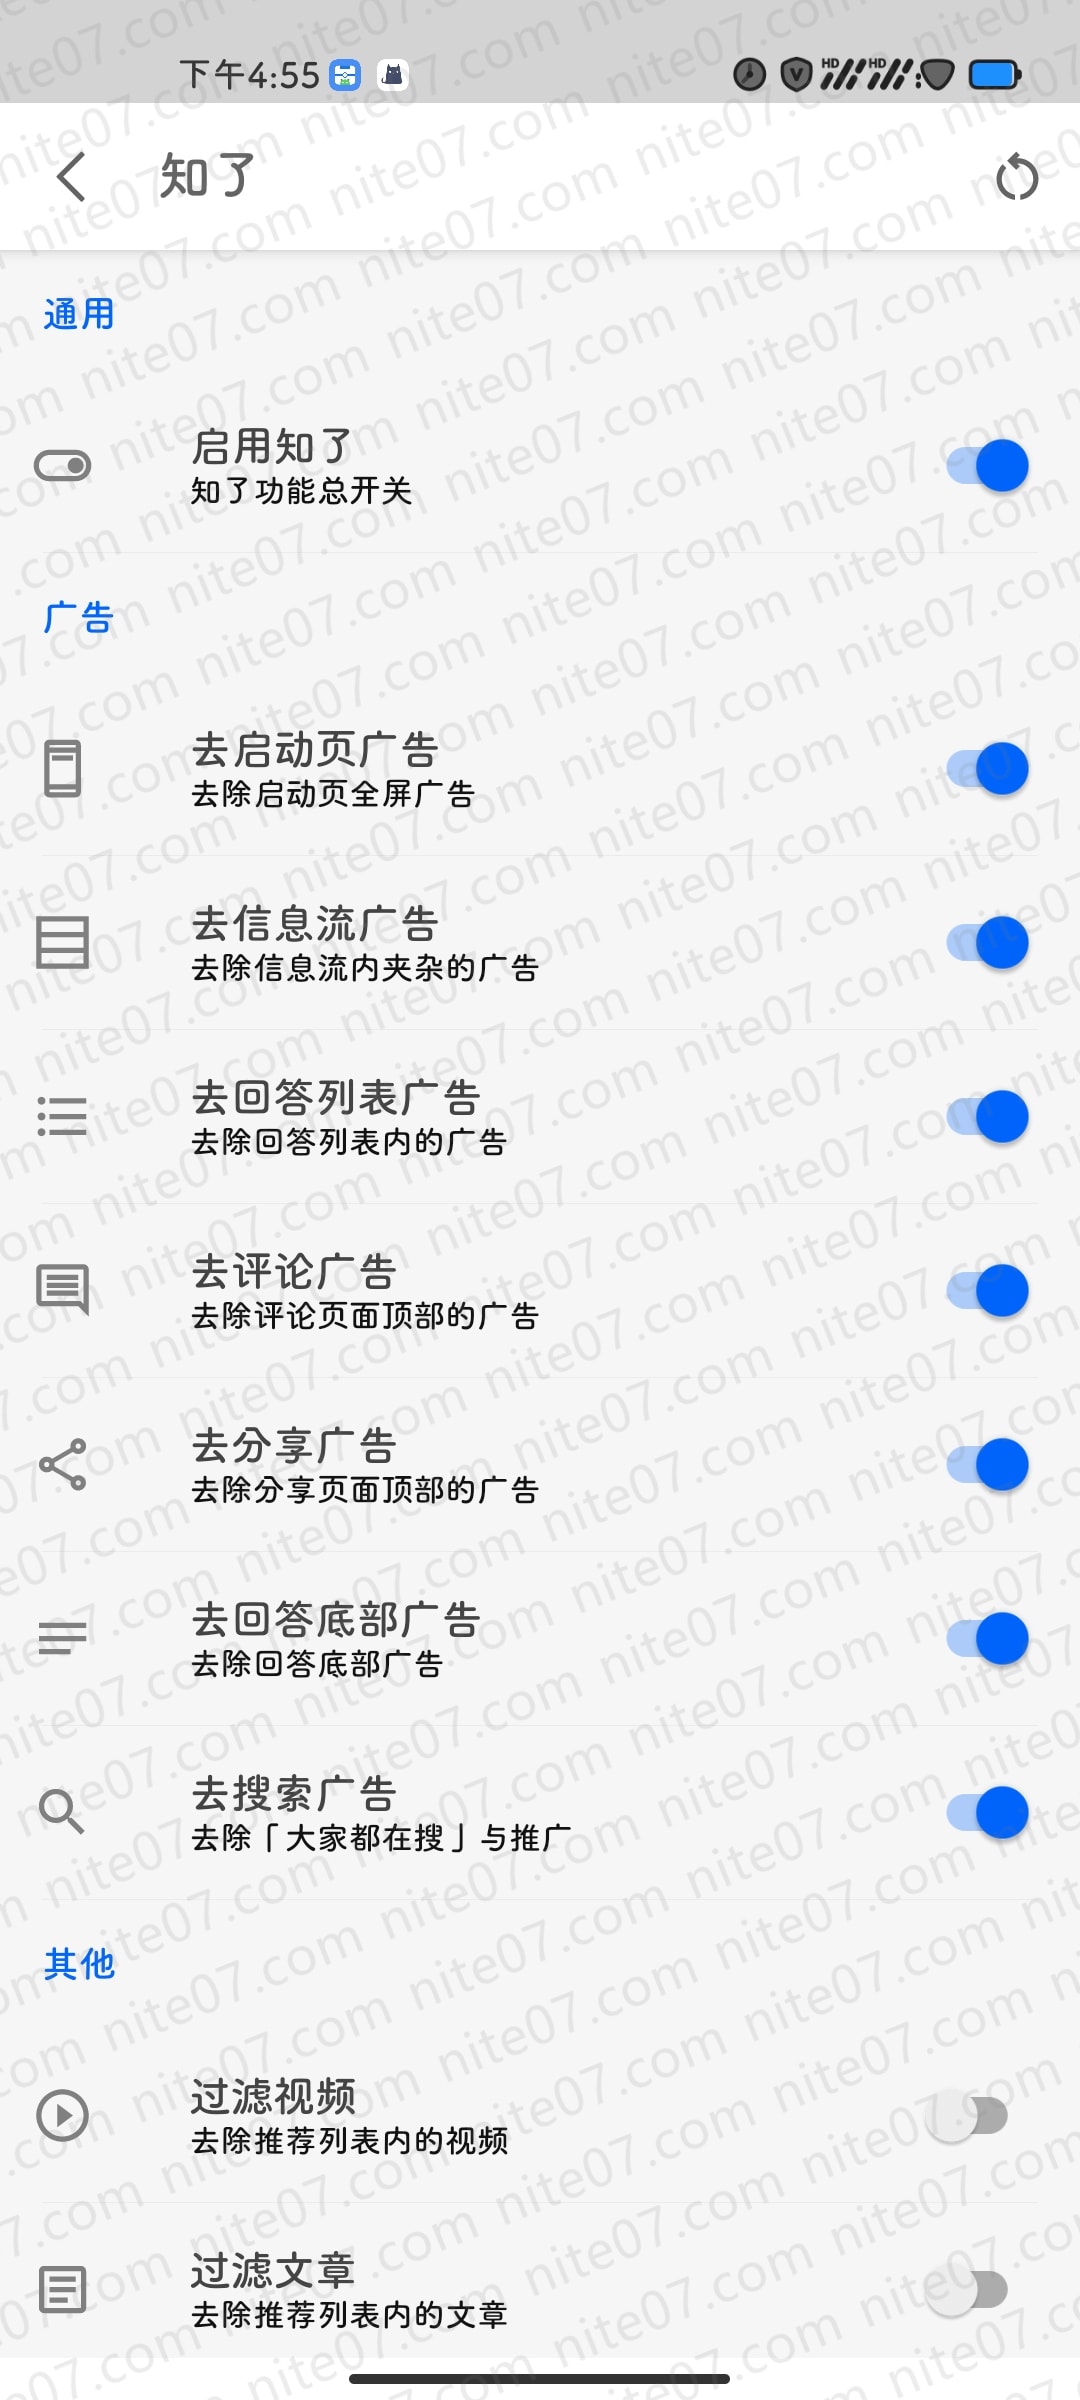 下午4:55
HD HD
知了
通用
启用知了
知了功能总开关
广告
去启动页广告
去除启动页全屏广告
去信息流广告
去除信息流内夹杂的广告
去回答列表广告
去除回答列表内的广告
去评论广告
去除评论页面顶部的广告
去分享广告
去除分享页面顶部的广告
去回答底部广告
去除回答底部广告
去搜索广告
去除「大家都在搜」与推广
其他
过滤视频
去除推荐列表内的视频
过滤文章
去除推荐列表内的文章
nite07.com